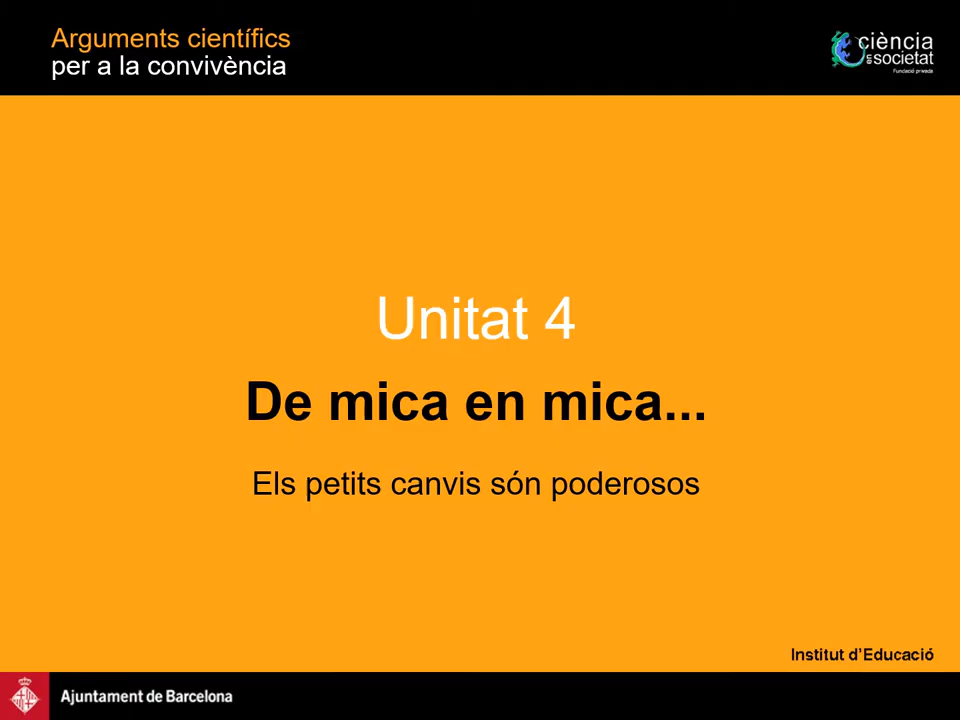 Arguments científics
per a la convivència
ciència
en societat
Fundació privada
Unitat 4
De mica en mica...
Els petits canvis són poderosos
Institut d'Educació
Ajuntament de Barcelona